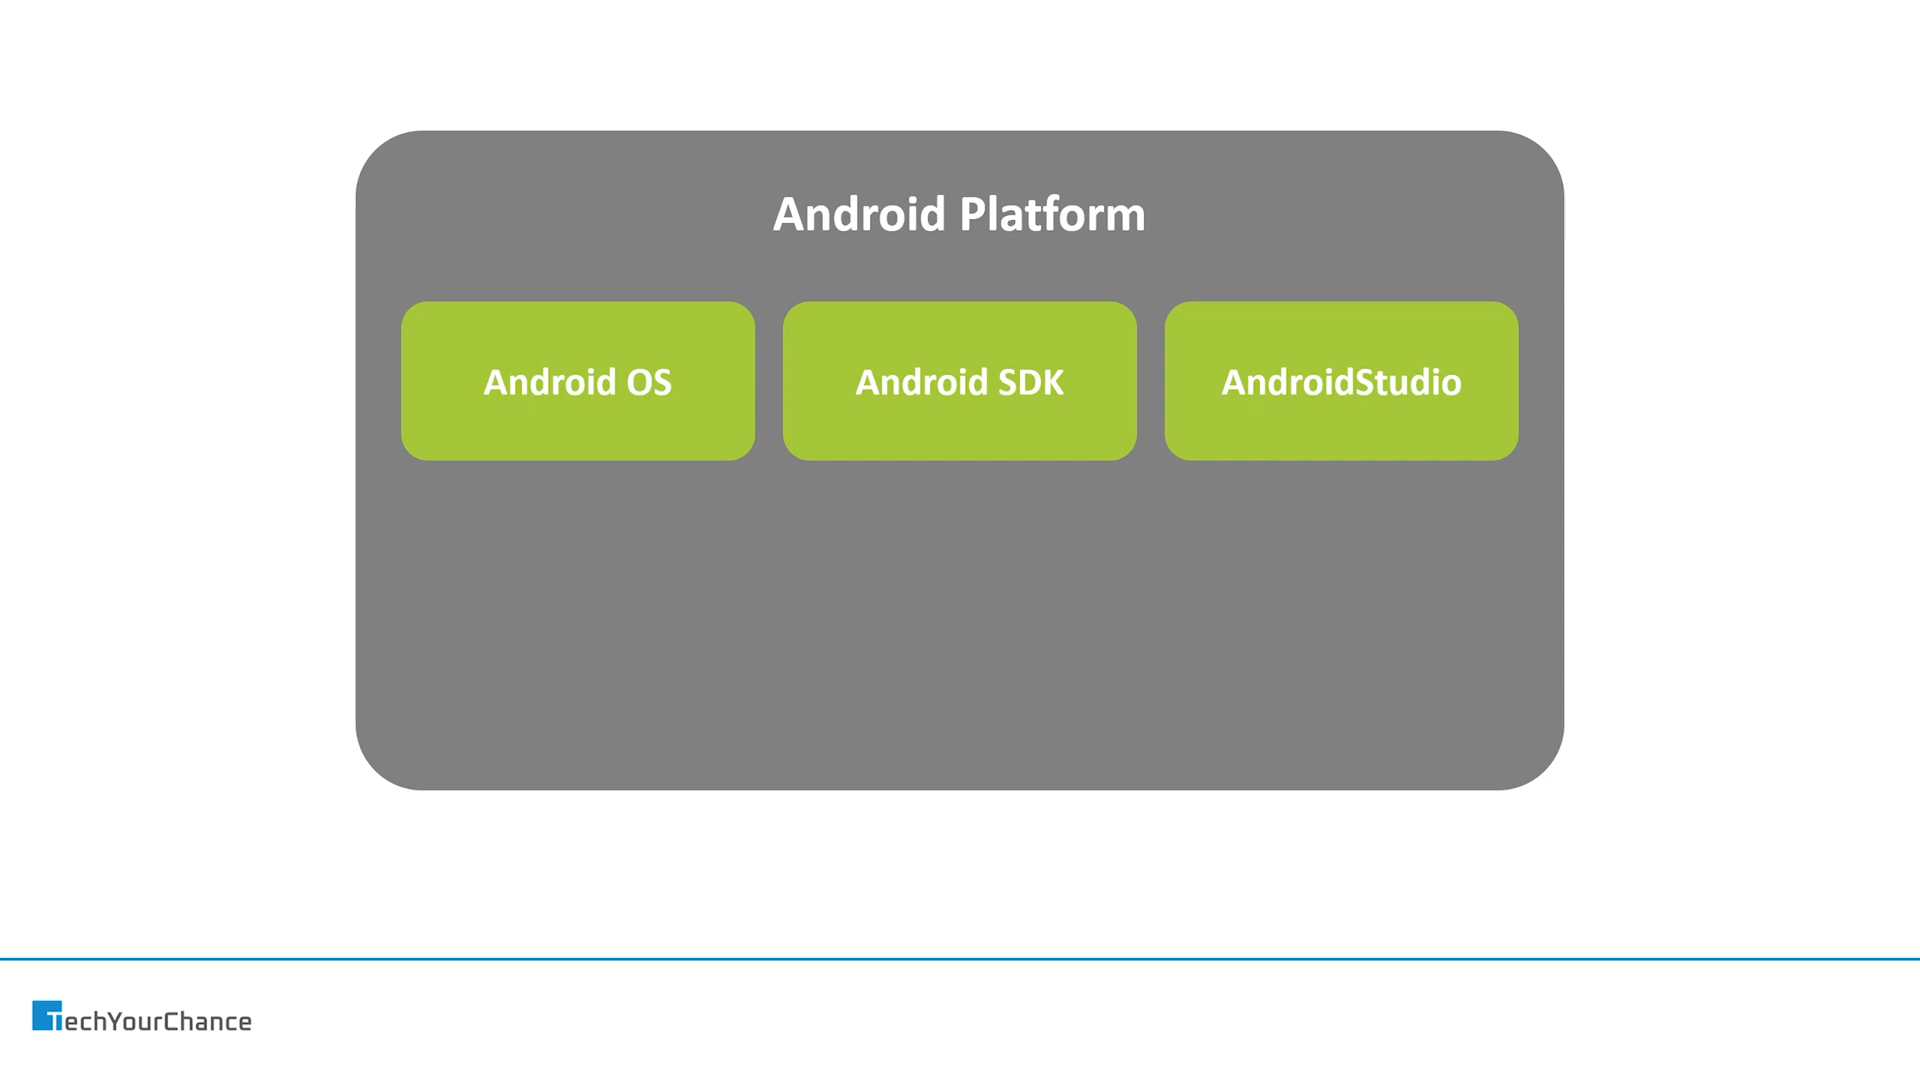 Android Platform
Android OS
Android SDK
AndroidStudio
TechYourChance